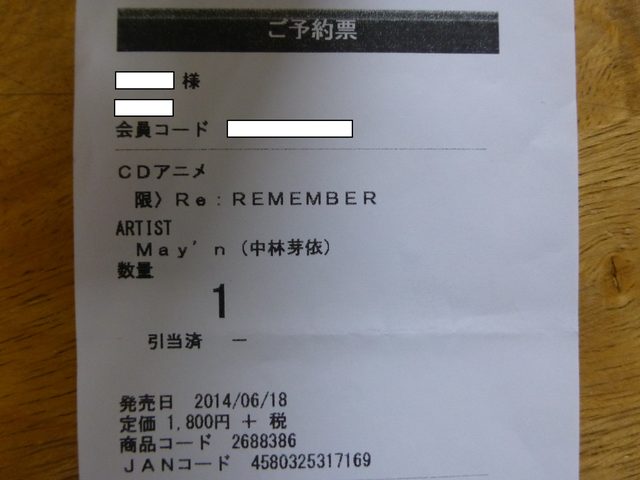 ご予約票
様
会員コード
CDアニメ
限〉Re:REMEMBER
ARTIST
May'n (中林芽依)
数量
1
引当済 －
発売日 2014/06/18
定価 1,800円 + 税
商品コード 2688386
JANコード 4580325317169